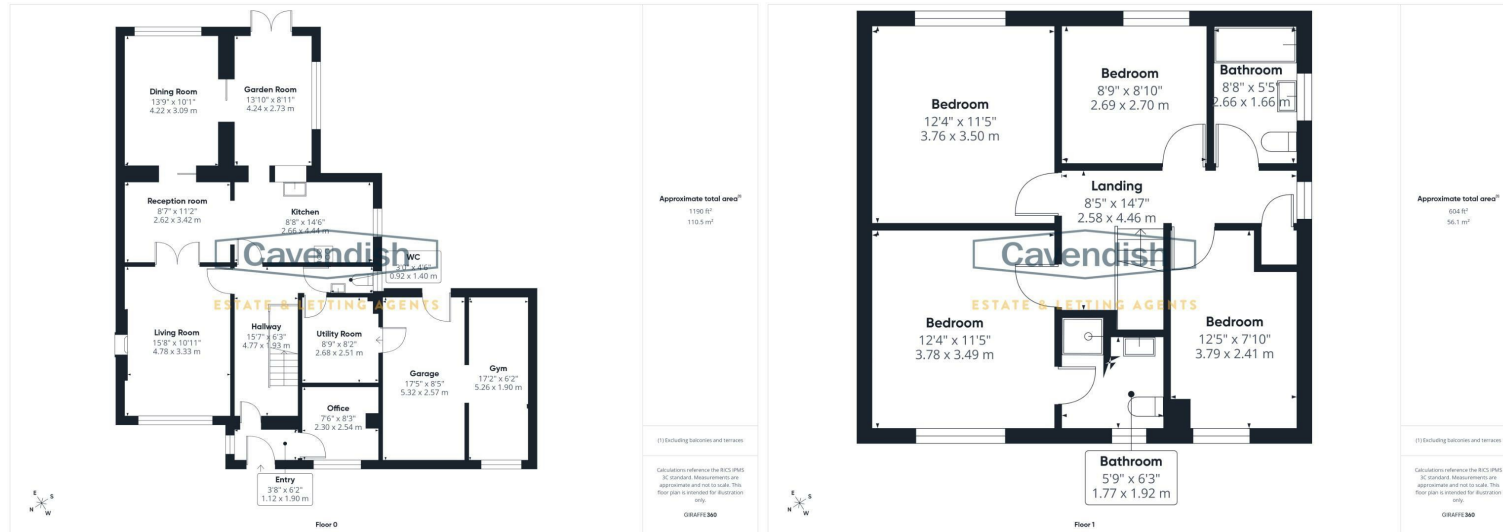 Dining Room
13'9" x 10'1"
4.22 x 3.09 m
Garden Room
13'10" x 8'11"
4.24 x 2.73 m
Reception room
8'7" x 11'2"
2.62 x 3.42 m
Kitchen
8'8" x 14'6"
2.66 x 4.44 m
Cavendish
ESTATE & LETTING AGENTS
WC
3'0" x 4'6"
0.92 x 1.40 m
Living Room
15'8" x 10'11"
4.78 x 3.33 m
Hallway
15'7" x 6'3"
4.77 x 1.93 m
Utility Room
8'9" x 8'2"
2.68 x 2.51 m
Garage
17'5" x 8'5"
5.32 x 2.57 m
Gym
17'2" x 6'2"
5.26 x 1.90 m
Office
7'6" x 8'3"
2.30 x 2.54 m
Entry
3'8" x 6'2"
1.12 x 1.90 m
E
S
N
W
Floor 0
Approximate total area⁽¹⁾
1190 ft²
110.5 m²
(1) Excluding balconies and terraces
Calculations reference the RICS IPMS
3C standard. Measurements are
approximate and not to scale. This
floor plan is intended for illustration
only.
GIRAFFE360
Bedroom
12'4" x 11'5"
3.76 x 3.50 m
Bedroom
8'9" x 8'10"
2.69 x 2.70 m
Bathroom
8'8" x 5'5"
2.66 x 1.66 m
Landing
8'5" x 14'7"
2.58 x 4.46 m
Cavendish
ESTATE & LETTING AGENTS
Bedroom
12'4" x 11'5"
3.78 x 3.49 m
Bedroom
12'5" x 7'10"
3.79 x 2.41 m
Bathroom
5'9" x 6'3"
1.77 x 1.92 m
E
S
N
W
Floor 1
Approximate total area⁽¹⁾
604 ft²
56.1 m²
(1) Excluding balconies and terraces
Calculations reference the RICS IPMS
3C standard. Measurements are
approximate and not to scale. This
floor plan is intended for illustration
only.
GIRAFFE360